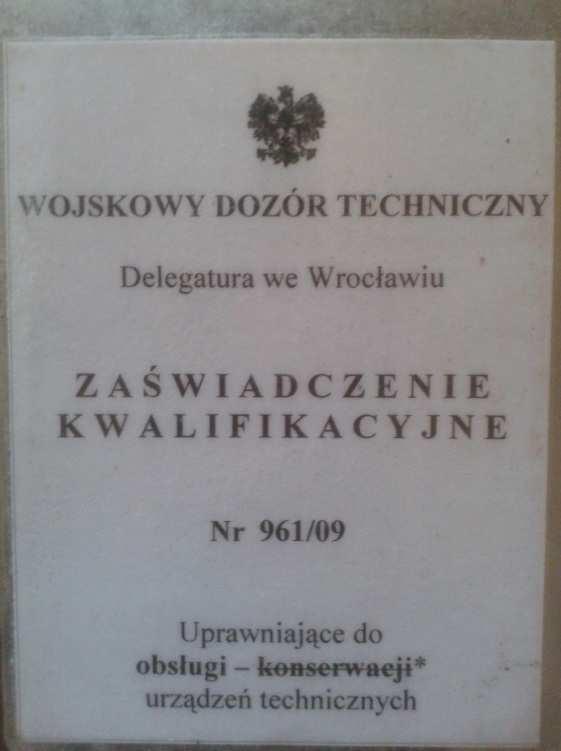 WOJSKOWY DOZÓR TECHNICZNY
Delegatura we Wrocławiu
ZAŚWIADCZENIE
KWALIFIKACYJNE
Nr 961/09
Uprawniające do
obsługi – konserwacji*
urządzeń technicznych